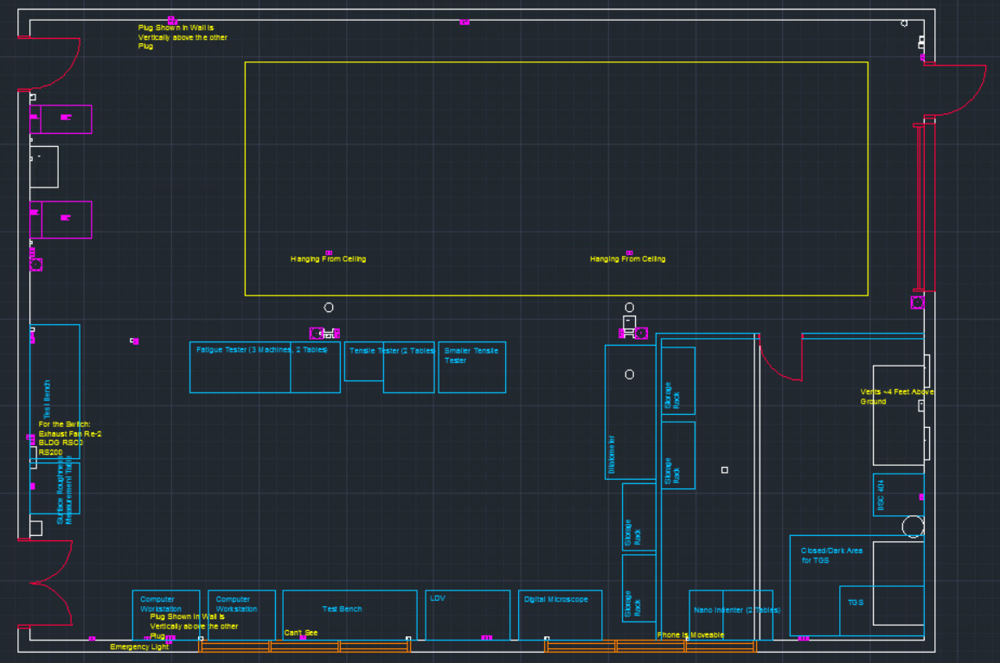 Plug Shown In Wall Is
Vertically above the other
Plug
Hanging From Ceiling
Hanging From Ceiling
Fatigue Tester (3 Machines, 2 Tables)
Tensile Tester (2 Tables)
Smaller Tensile
Tester
Test Bench
For the Switch:
Exhaust Fan Re-2
BLDG RSC0
RS200
Surface Roughness
Measurement Table
Dilatometer
Storage
Rack
Storage
Rack
Storage
Rack
Storage
Rack
Vents ~4 Feet Above
Ground
DSC 404
Closed/Dark Area
for TGS
TGS
Computer
Workstation
Computer
Workstation
Test Bench
LDV
Digital Microscope
Nano Indenter (2 Tables)
Plug Shown In Wall Is
Vertically above the other
Plug
Emergency Light
Can't See
Phone Is Moveable